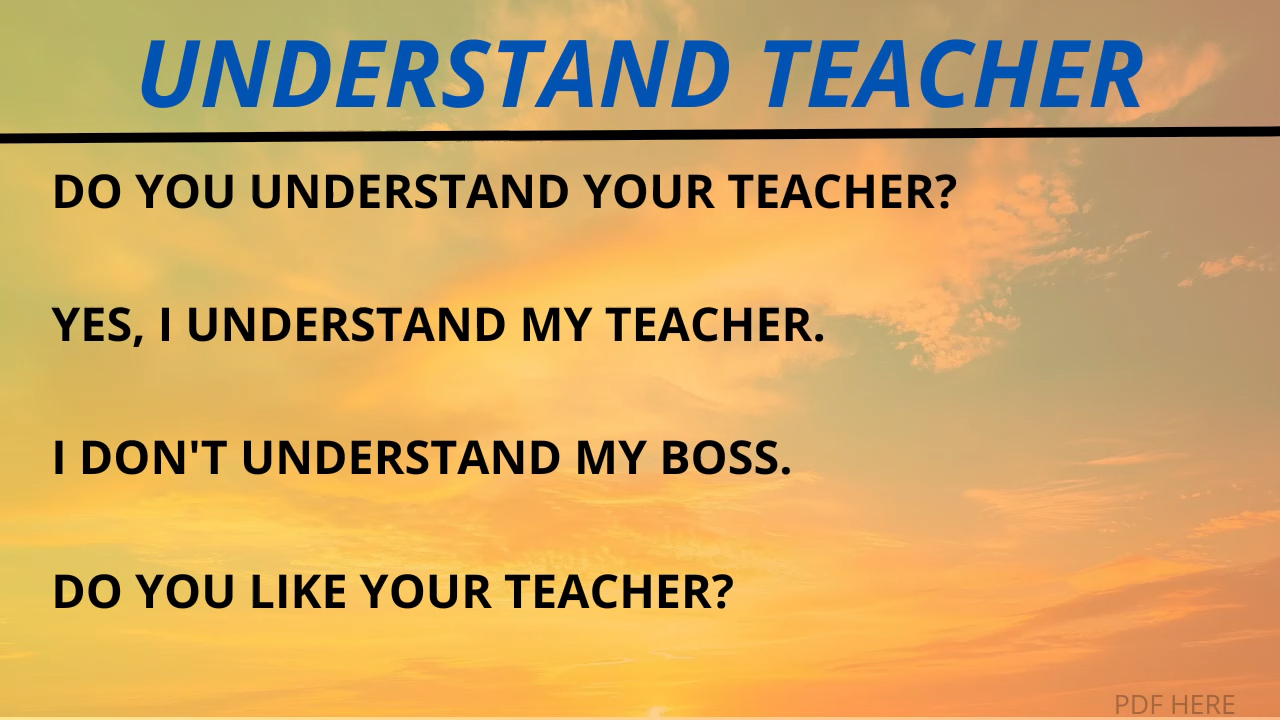 UNDERSTAND TEACHER
DO YOU UNDERSTAND YOUR TEACHER?
YES, I UNDERSTAND MY TEACHER.
I DON'T UNDERSTAND MY BOSS.
DO YOU LIKE YOUR TEACHER?
PDF HERE